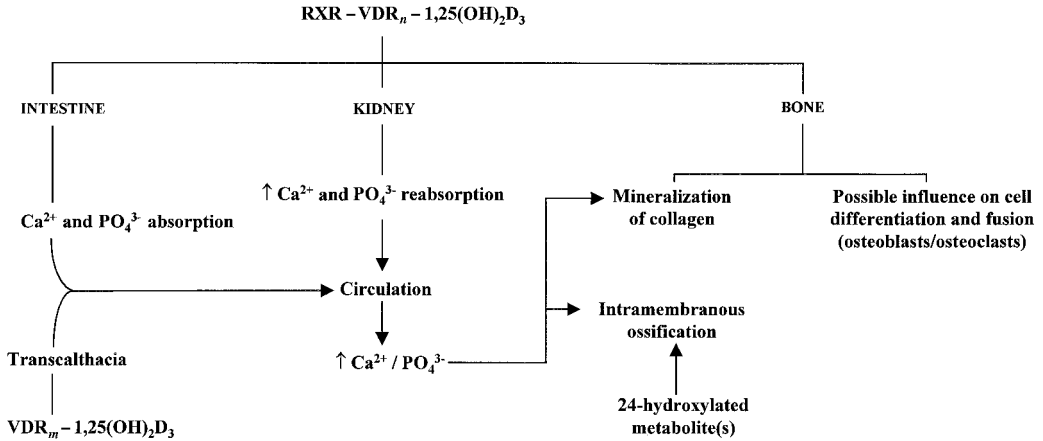 RXR – VDRₙ – 1,25(OH)₂D₃
INTESTINE
KIDNEY
BONE
↑ Ca²⁺ and PO₄³⁻ reabsorption
Ca²⁺ and PO₄³⁻ absorption
Mineralization
of collagen
Possible influence on cell
differentiation and fusion
(osteoblasts/osteoclasts)
Circulation
Intramembranous
ossification
Transcalthacia
↑ Ca²⁺ / PO₄³⁻
24-hydroxylated
metabolite(s)
VDRₘ – 1,25(OH)₂D₃